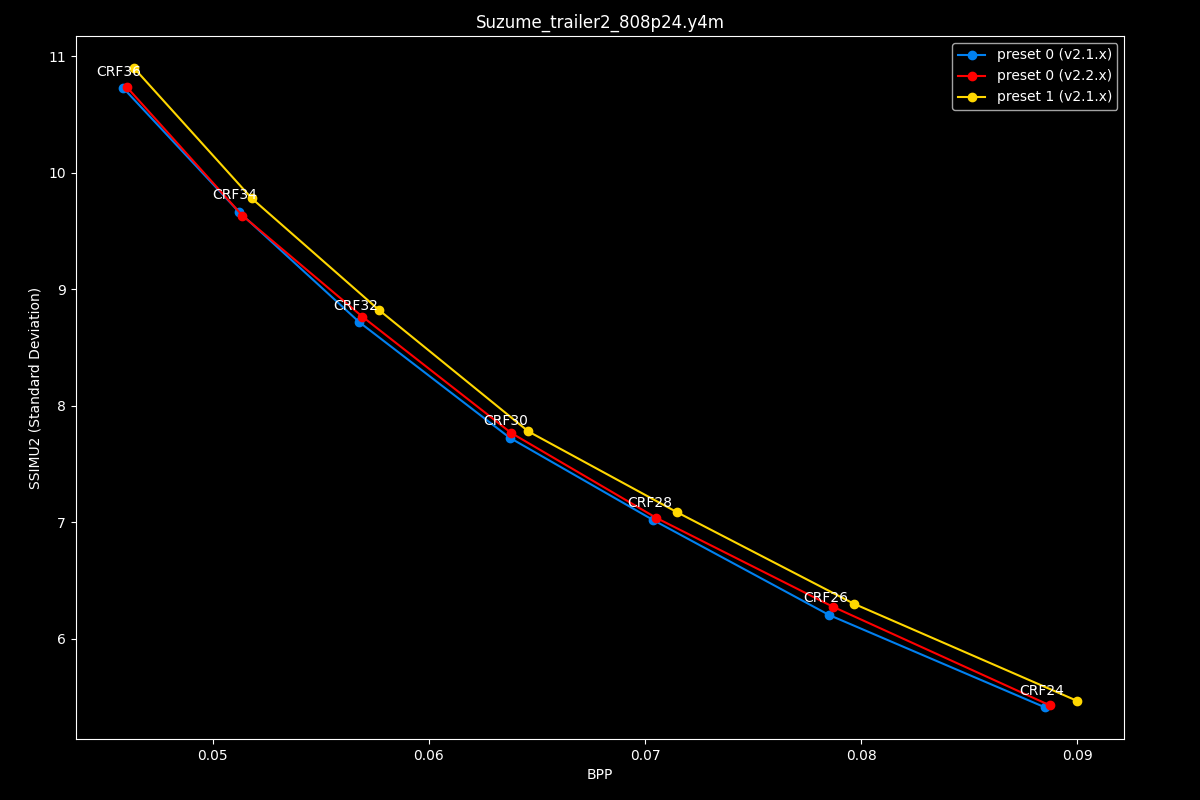 Suzume_trailer2_808p24.y4m
preset 0 (v2.1.x)
preset 0 (v2.2.x)
preset 1 (v2.1.x)
SSIMU2 (Standard Deviation)
11
10
9
8
7
6
CRF36
CRF34
CRF32
CRF30
CRF28
CRF26
CRF24
0.05
0.06
0.07
0.08
0.09
BPP